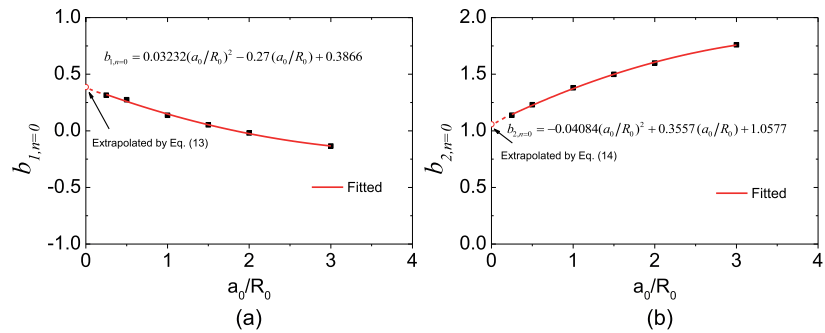 1.0
0.5
0.0
-0.5
-1.0
b1,n=0
b1,n=0 = 0.03232(a0/R0)² − 0.27(a0/R0) + 0.3866
Extrapolated by Eq. (13)
Fitted
0 1 2 3 4
a0/R0
(a)
2.0
1.5
1.0
0.5
0.0
b2,n=0
b2,n=0 = −0.04084(a0/R0)² + 0.3557(a0/R0) + 1.0577
Extrapolated by Eq. (14)
Fitted
0 1 2 3 4
a0/R0
(b)